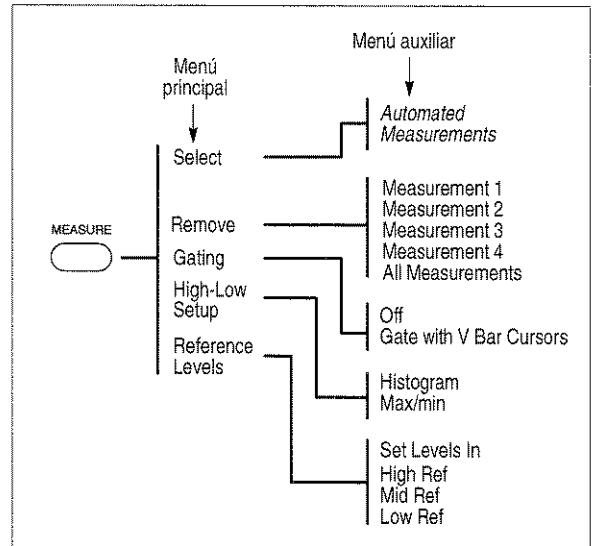 Menú auxiliar
Menú
principal
Automated
Measurements
Select
Measurement 1
Measurement 2
Measurement 3
Measurement 4
All Measurements
Remove
MEASURE
Gating
Off
Gate with V Bar Cursors
High-Low
Setup
Histogram
Max/min
Reference
Levels
Set Levels In
High Ref
Mid Ref
Low Ref